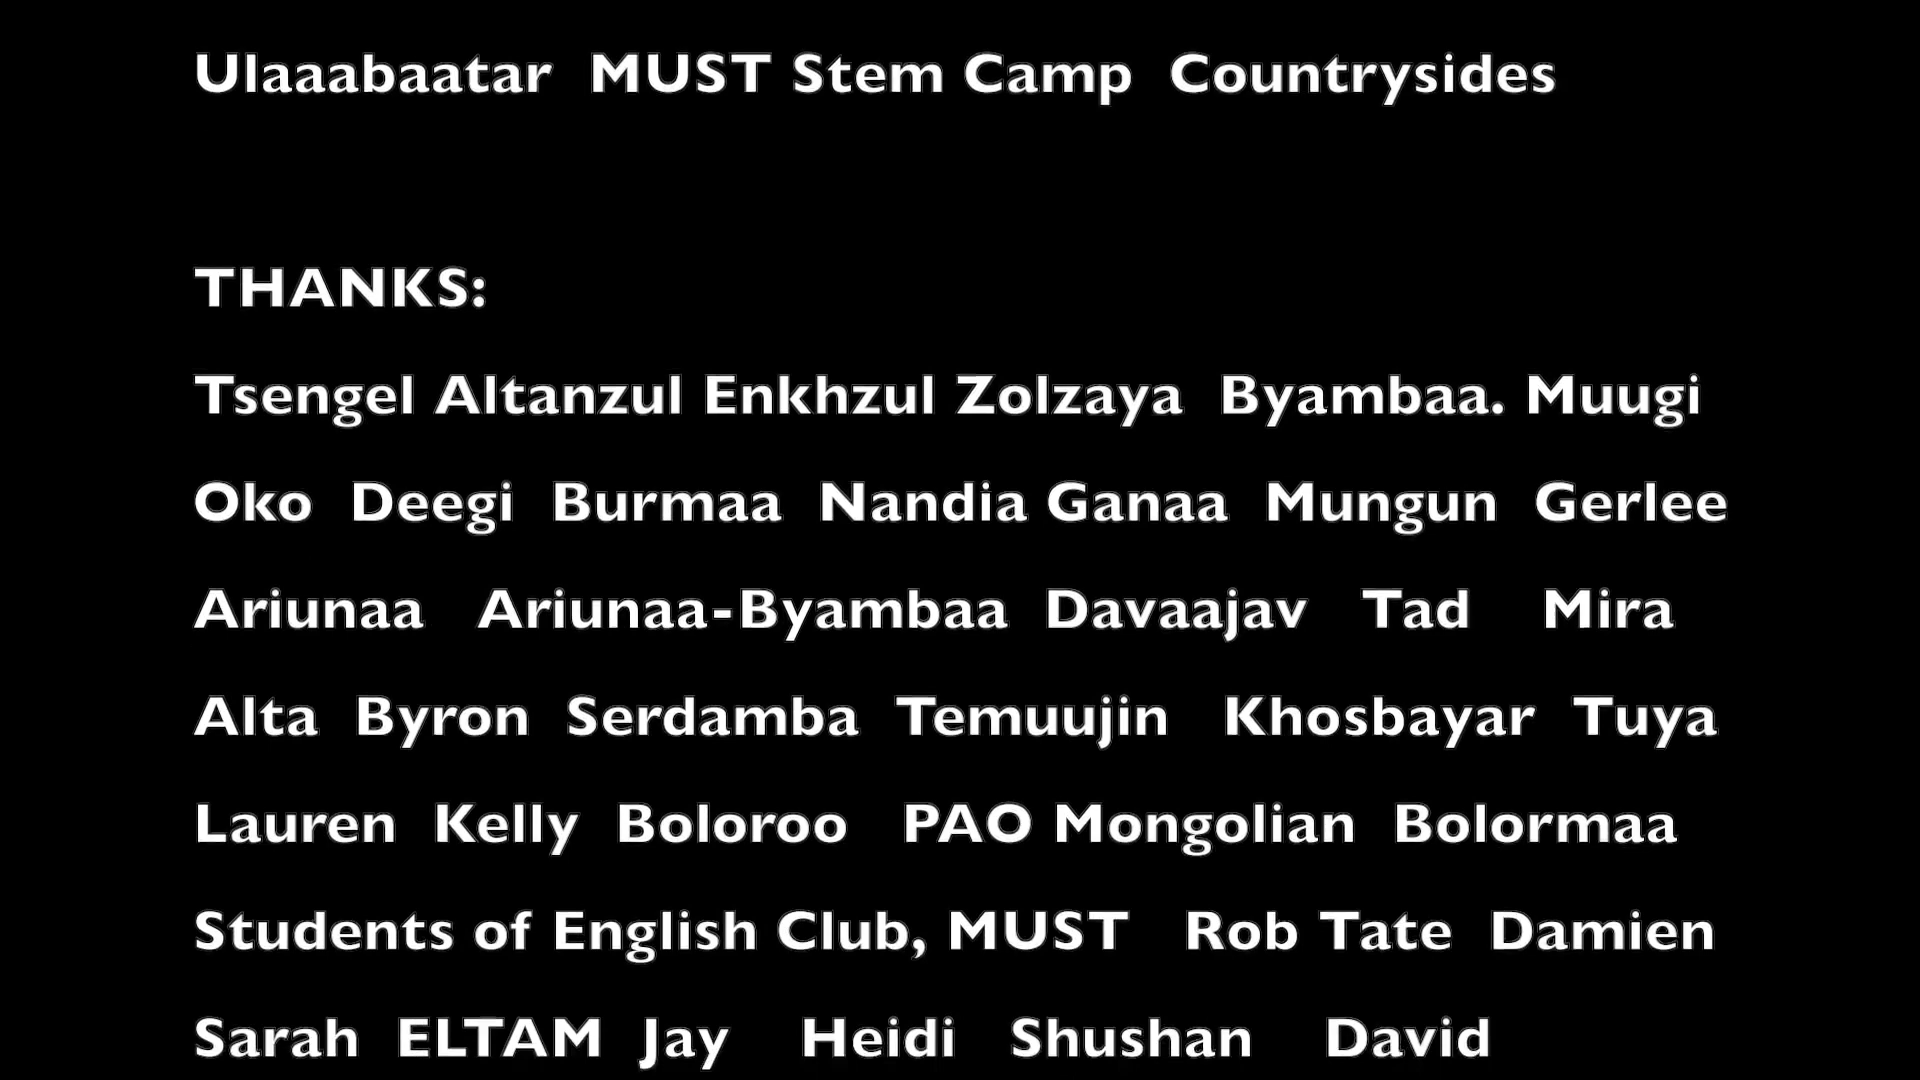 Ulaaabaatar MUST Stem Camp Countrysides
THANKS:
Tsengel Altanzul Enkhzul Zolzaya Byambaa. Muugi
Oko Deegi Burmaa Nandia Ganaa Mungun Gerlee
Ariunaa Ariunaa-Byambaa Davaajav Tad Mira
Alta Byron Serdamba Temuujin Khosbayar Tuya
Lauren Kelly Boloroo PAO Mongolian Bolormaa
Students of English Club, MUST Rob Tate Damien
Sarah ELTAM Jay Heidi Shushan David